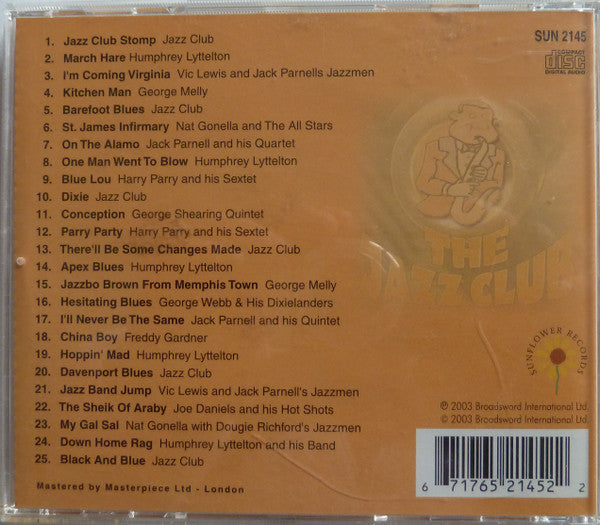 SUN 2145
COMPACT
disc
DIGITAL AUDIO
1. Jazz Club Stomp Jazz Club
2. March Hare Humphrey Lyttelton
3. I'm Coming Virginia Vic Lewis and Jack Parnells Jazzmen
4. Kitchen Man George Melly
5. Barefoot Blues Jazz Club
6. St. James Infirmary Nat Gonella and The All Stars
7. On The Alamo Jack Parnell and his Quartet
8. One Man Went To Blow Humphrey Lyttelton
9. Blue Lou Harry Parry and his Sextet
10. Dixie Jazz Club
11. Conception George Shearing Quintet
12. Parry Party Harry Parry and his Sextet
13. There'll Be Some Changes Made Jazz Club
14. Apex Blues Humphrey Lyttelton
15. Jazzbo Brown From Memphis Town George Melly
16. Hesitating Blues George Webb & His Dixielanders
17. I'll Never Be The Same Jack Parnell and his Quintet
18. China Boy Freddy Gardner
19. Hoppin' Mad Humphrey Lyttelton
20. Davenport Blues Jazz Club
21. Jazz Band Jump Vic Lewis and Jack Parnell's Jazzmen
22. The Sheik Of Araby Joe Daniels and his Hot Shots
23. My Gal Sal Nat Gonella with Dougie Richford's Jazzmen
24. Down Home Rag Humphrey Lyttelton and his Band
25. Black And Blue Jazz Club
Mastered by Masterpiece Ltd - London
THE
JAZZ CLUB
SUNFLOWER RECORDS
℗ 2003 Broadsword International Ltd.
© 2003 Broadsword International Ltd.
6 71765 21452 2